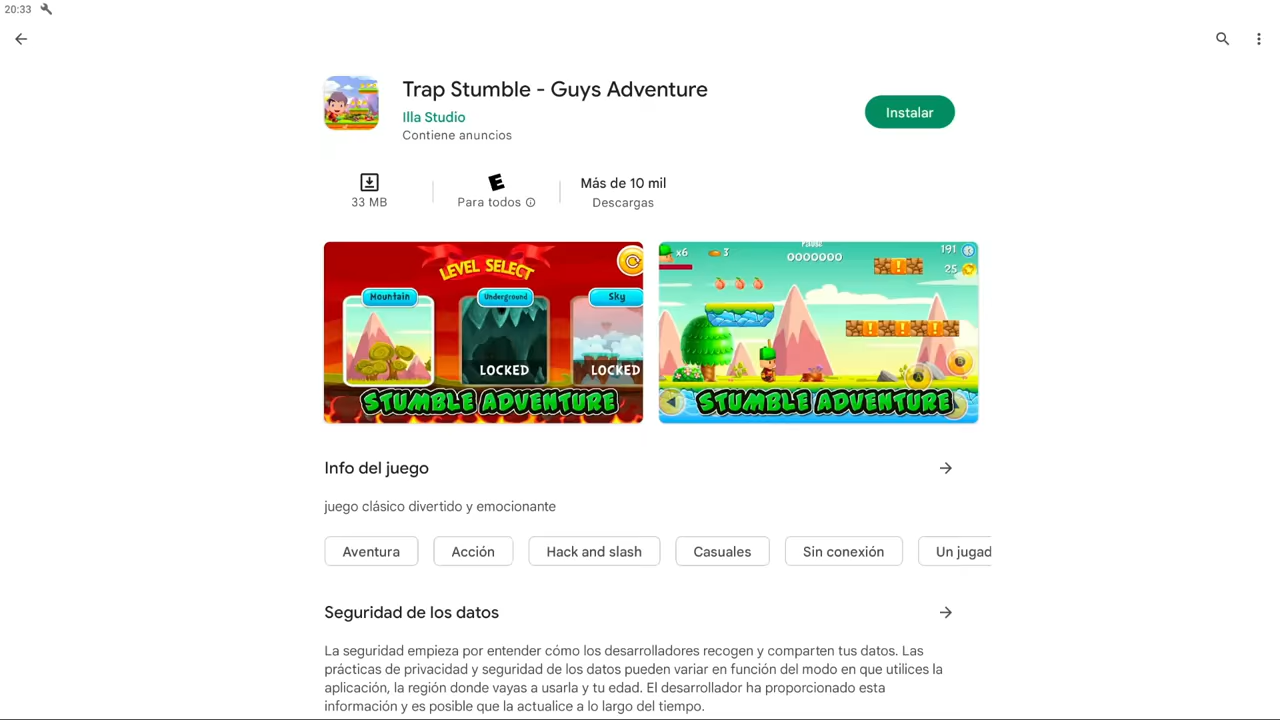 20:33
Trap Stumble - Guys Adventure
Illa Studio
Contiene anuncios
Instalar
33 MB
E
Para todos
Más de 10 mil
Descargas
LEVEL SELECT
Mountain
Underground
Sky
LOCKED
LOCKED
STUMBLE ADVENTURE
x6
3
Pause
0000000
191
25
A
B
STUMBLE ADVENTURE
Info del juego
juego clásico divertido y emocionante
Aventura
Acción
Hack and slash
Casuales
Sin conexión
Un jugad
Seguridad de los datos
La seguridad empieza por entender cómo los desarrolladores recogen y comparten tus datos. Las
prácticas de privacidad y seguridad de los datos pueden variar en función del modo en que utilices la
aplicación, la región donde vayas a usarla y tu edad. El desarrollador ha proporcionado esta
información y es posible que la actualice a lo largo del tiempo.